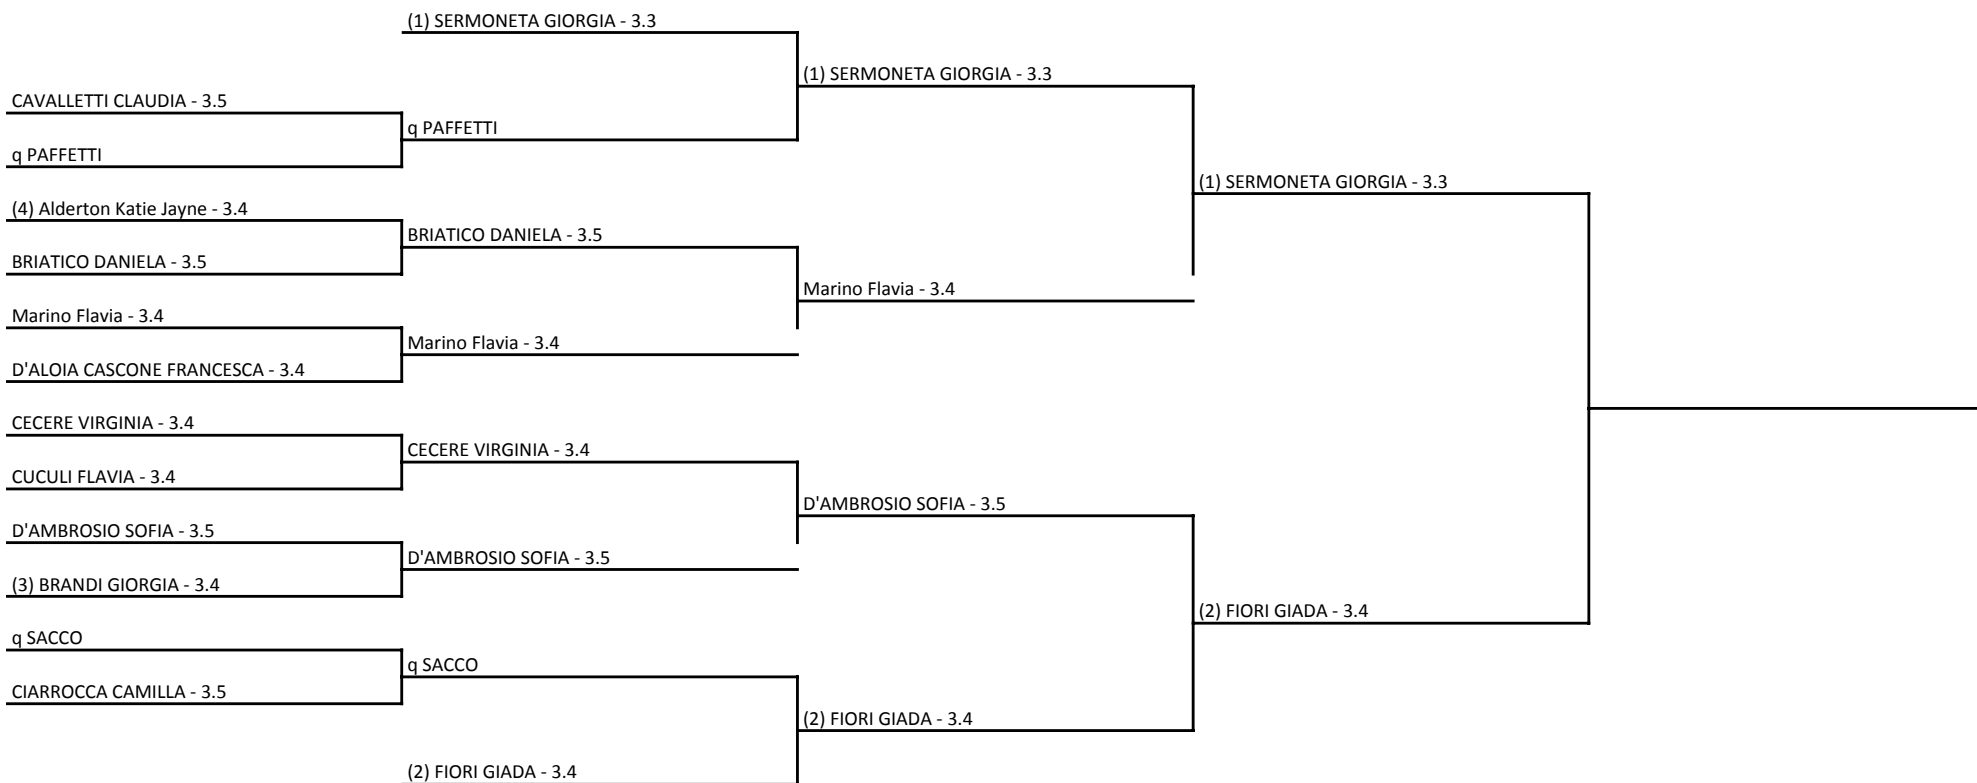 (1) SERMONETA GIORGIA - 3.3
(1) SERMONETA GIORGIA - 3.3
CAVALLETTI CLAUDIA - 3.5
q PAFFETTI
q PAFFETTI
(1) SERMONETA GIORGIA - 3.3
(4) Alderton Katie Jayne - 3.4
BRIATICO DANIELA - 3.5
BRIATICO DANIELA - 3.5
Marino Flavia - 3.4
Marino Flavia - 3.4
Marino Flavia - 3.4
D'ALOIA CASCONE FRANCESCA - 3.4
CECERE VIRGINIA - 3.4
CECERE VIRGINIA - 3.4
CUCULI FLAVIA - 3.4
D'AMBROSIO SOFIA - 3.5
D'AMBROSIO SOFIA - 3.5
D'AMBROSIO SOFIA - 3.5
(3) BRANDI GIORGIA - 3.4
(2) FIORI GIADA - 3.4
q SACCO
q SACCO
CIARROCCA CAMILLA - 3.5
(2) FIORI GIADA - 3.4
(2) FIORI GIADA - 3.4